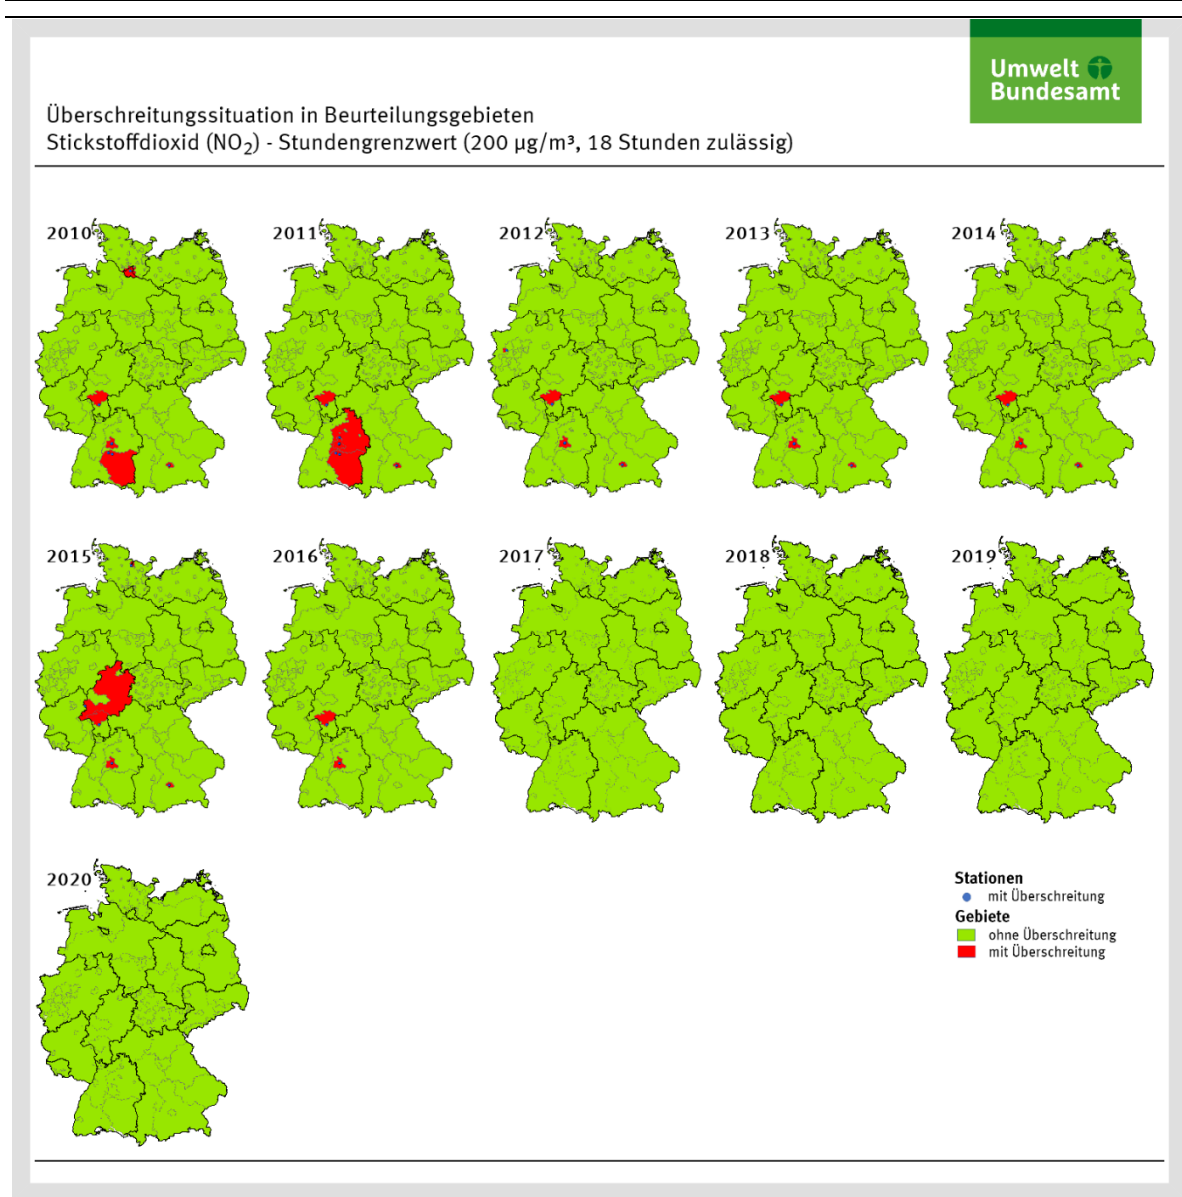 Umwelt
Bundesamt
Überschreitungssituation in Beurteilungsgebieten
Stickstoffdioxid (NO₂) - Stundengrenzwert (200 µg/m³, 18 Stunden zulässig)
2010
2011
2012
2013
2014
2015
2016
2017
2018
2019
2020
Stationen
mit Überschreitung
Gebiete
ohne Überschreitung
mit Überschreitung